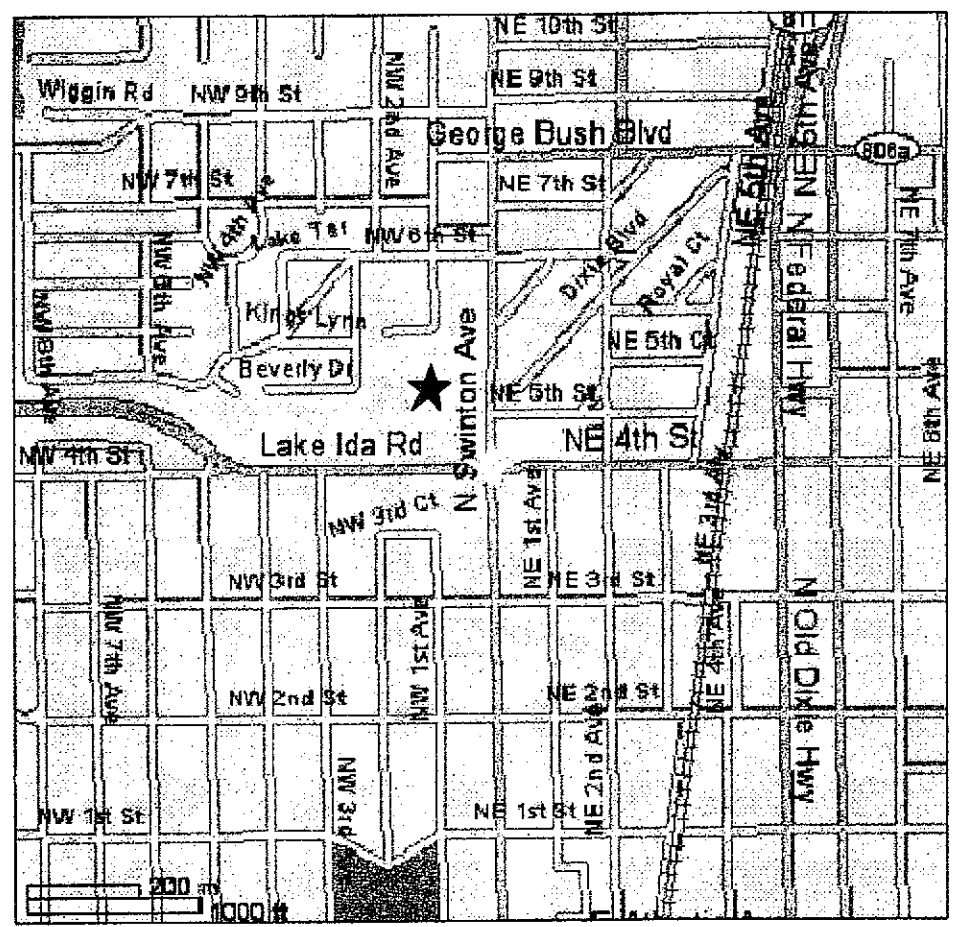 NE 10th St
811
Wiggin Rd
NW 9th St
NW 2nd Ave
NE 9th St
George Bush Blvd
NE 5th Ave
NE 6th Ave
N Federal Hwy
806a
NW 7th St
NW 4th Ave
Lake Ter
NW 6th St
NE 7th St
Dixie Blvd
Royal Ct
NE 7th Ave
NW 8th Ave
Kings Lynn
Beverly Dr
N Swinton Ave
NE 5th Ct
NE 5th St
NE 8th Ave
NW 4th St
Lake Ida Rd
NE 4th St
NW 3rd Ct
NE 1st Ave
NE 3rd Ave
NW 3rd St
NE 3rd St
NW 7th Ave
NW 1st Ave
NE 4th Ave
N Old Dixie Hwy
NW 2nd St
NE 2nd St
NE 2nd Ave
NW 3rd
NW 1st St
NE 1st St
200 m
1000 ft